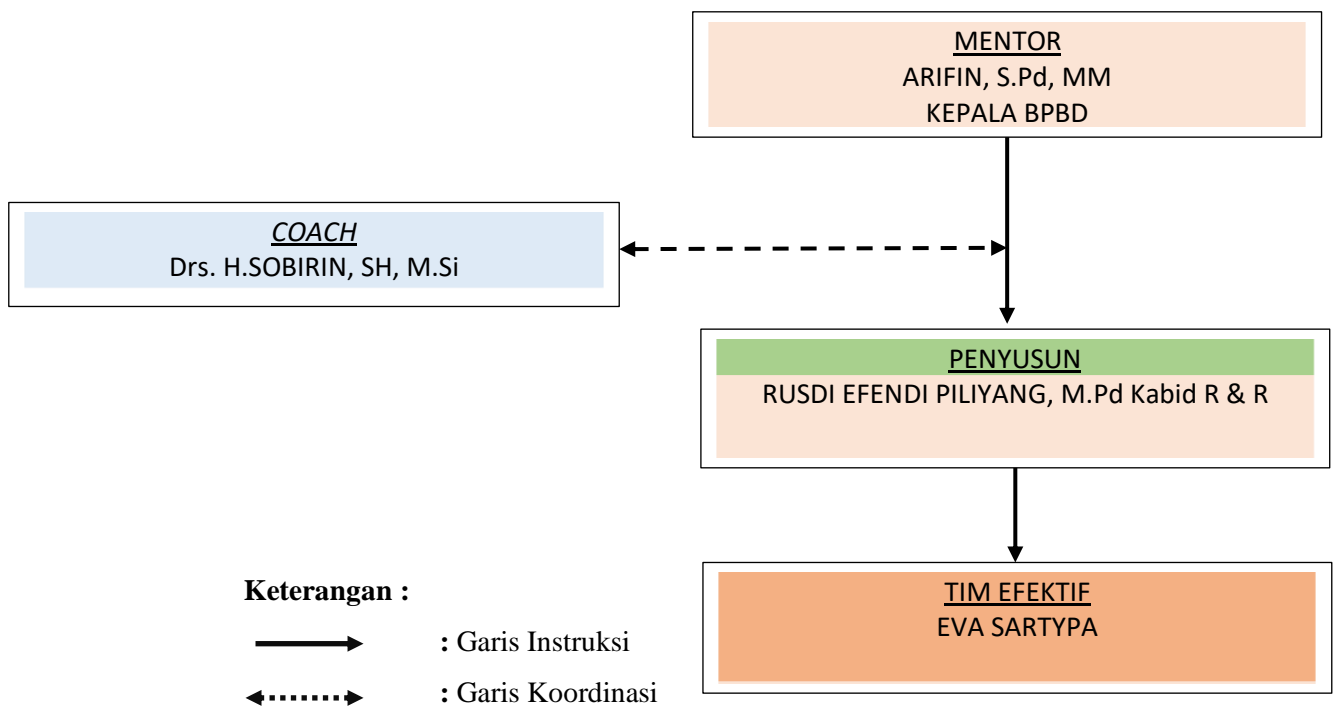 MENTOR
ARIFIN, S.Pd, MM
KEPALA BPBD
COACH
Drs. H.SOBIRIN, SH, M.Si
PENYUSUN
RUSDI EFENDI PILIYANG, M.Pd Kabid R & R
TIM EFEKTIF
EVA SARTYPA
Keterangan :
: Garis Instruksi
: Garis Koordinasi